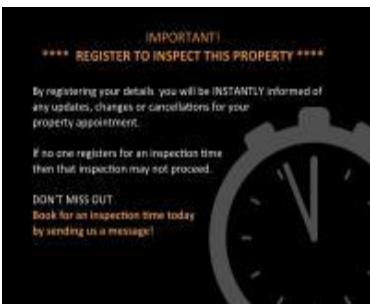 IMPORTANT!
**** REGISTER TO INSPECT THIS PROPERTY ****
By registering your details you will be INSTANTLY informed of
any updates, changes or cancellations for your
property appointment.
If no one registers for an inspection time
then that inspection may not proceed.
DON'T MISS OUT
Book for an inspection time today
by sending us a message!